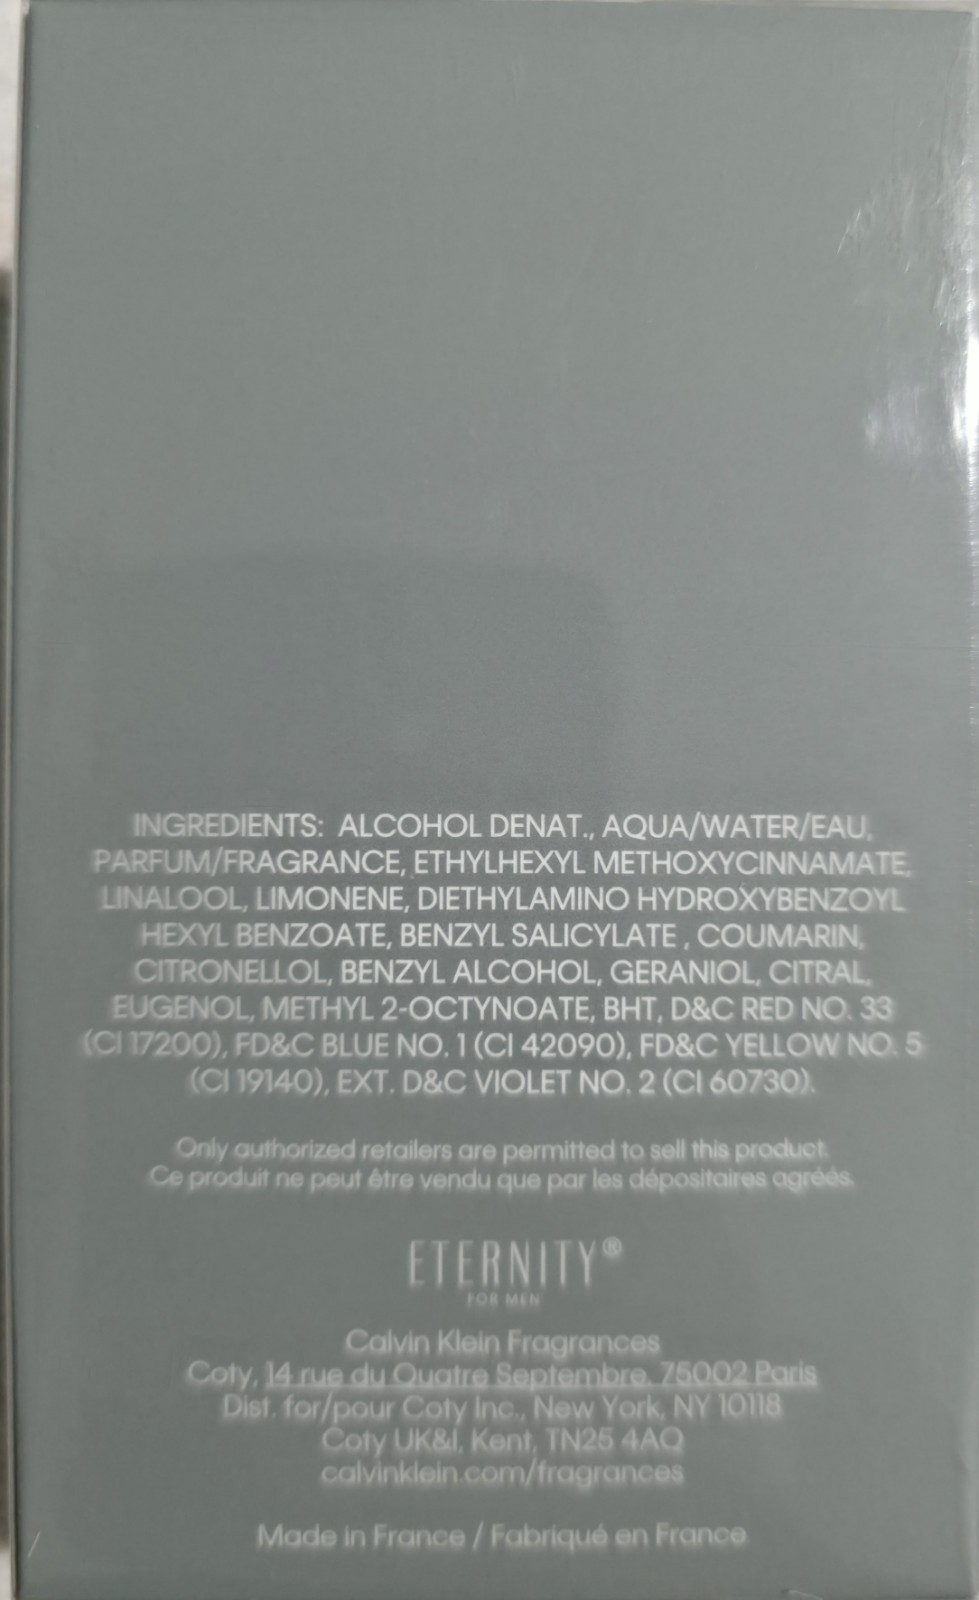 INGREDIENTS: ALCOHOL DENAT., AQUA/WATER/EAU,
PARFUM/FRAGRANCE, ETHYLHEXYL METHOXYCINNAMATE,
LINALOOL, LIMONENE, DIETHYLAMINO HYDROXYBENZOYL
HEXYL BENZOATE, BENZYL SALICYLATE , COUMARIN,
CITRONELLOL, BENZYL ALCOHOL, GERANIOL, CITRAL,
EUGENOL, METHYL 2-OCTYNOATE, BHT, D&C RED NO. 33
(CI 17200), FD&C BLUE NO. 1 (CI 42090), FD&C YELLOW NO. 5
(CI 19140), EXT. D&C VIOLET NO. 2 (CI 60730).
Only authorized retailers are permitted to sell this product.
Ce produit ne peut être vendu que par les dépositaires agréés.
ETERNITY®
FOR MEN
Calvin Klein Fragrances
Coty, 14 rue du Quatre Septembre, 75002 Paris
Dist. for/pour Coty Inc., New York, NY 10118
Coty UK&I, Kent, TN25 4AQ
calvinklein.com/fragrances
Made in France / Fabriqué en France